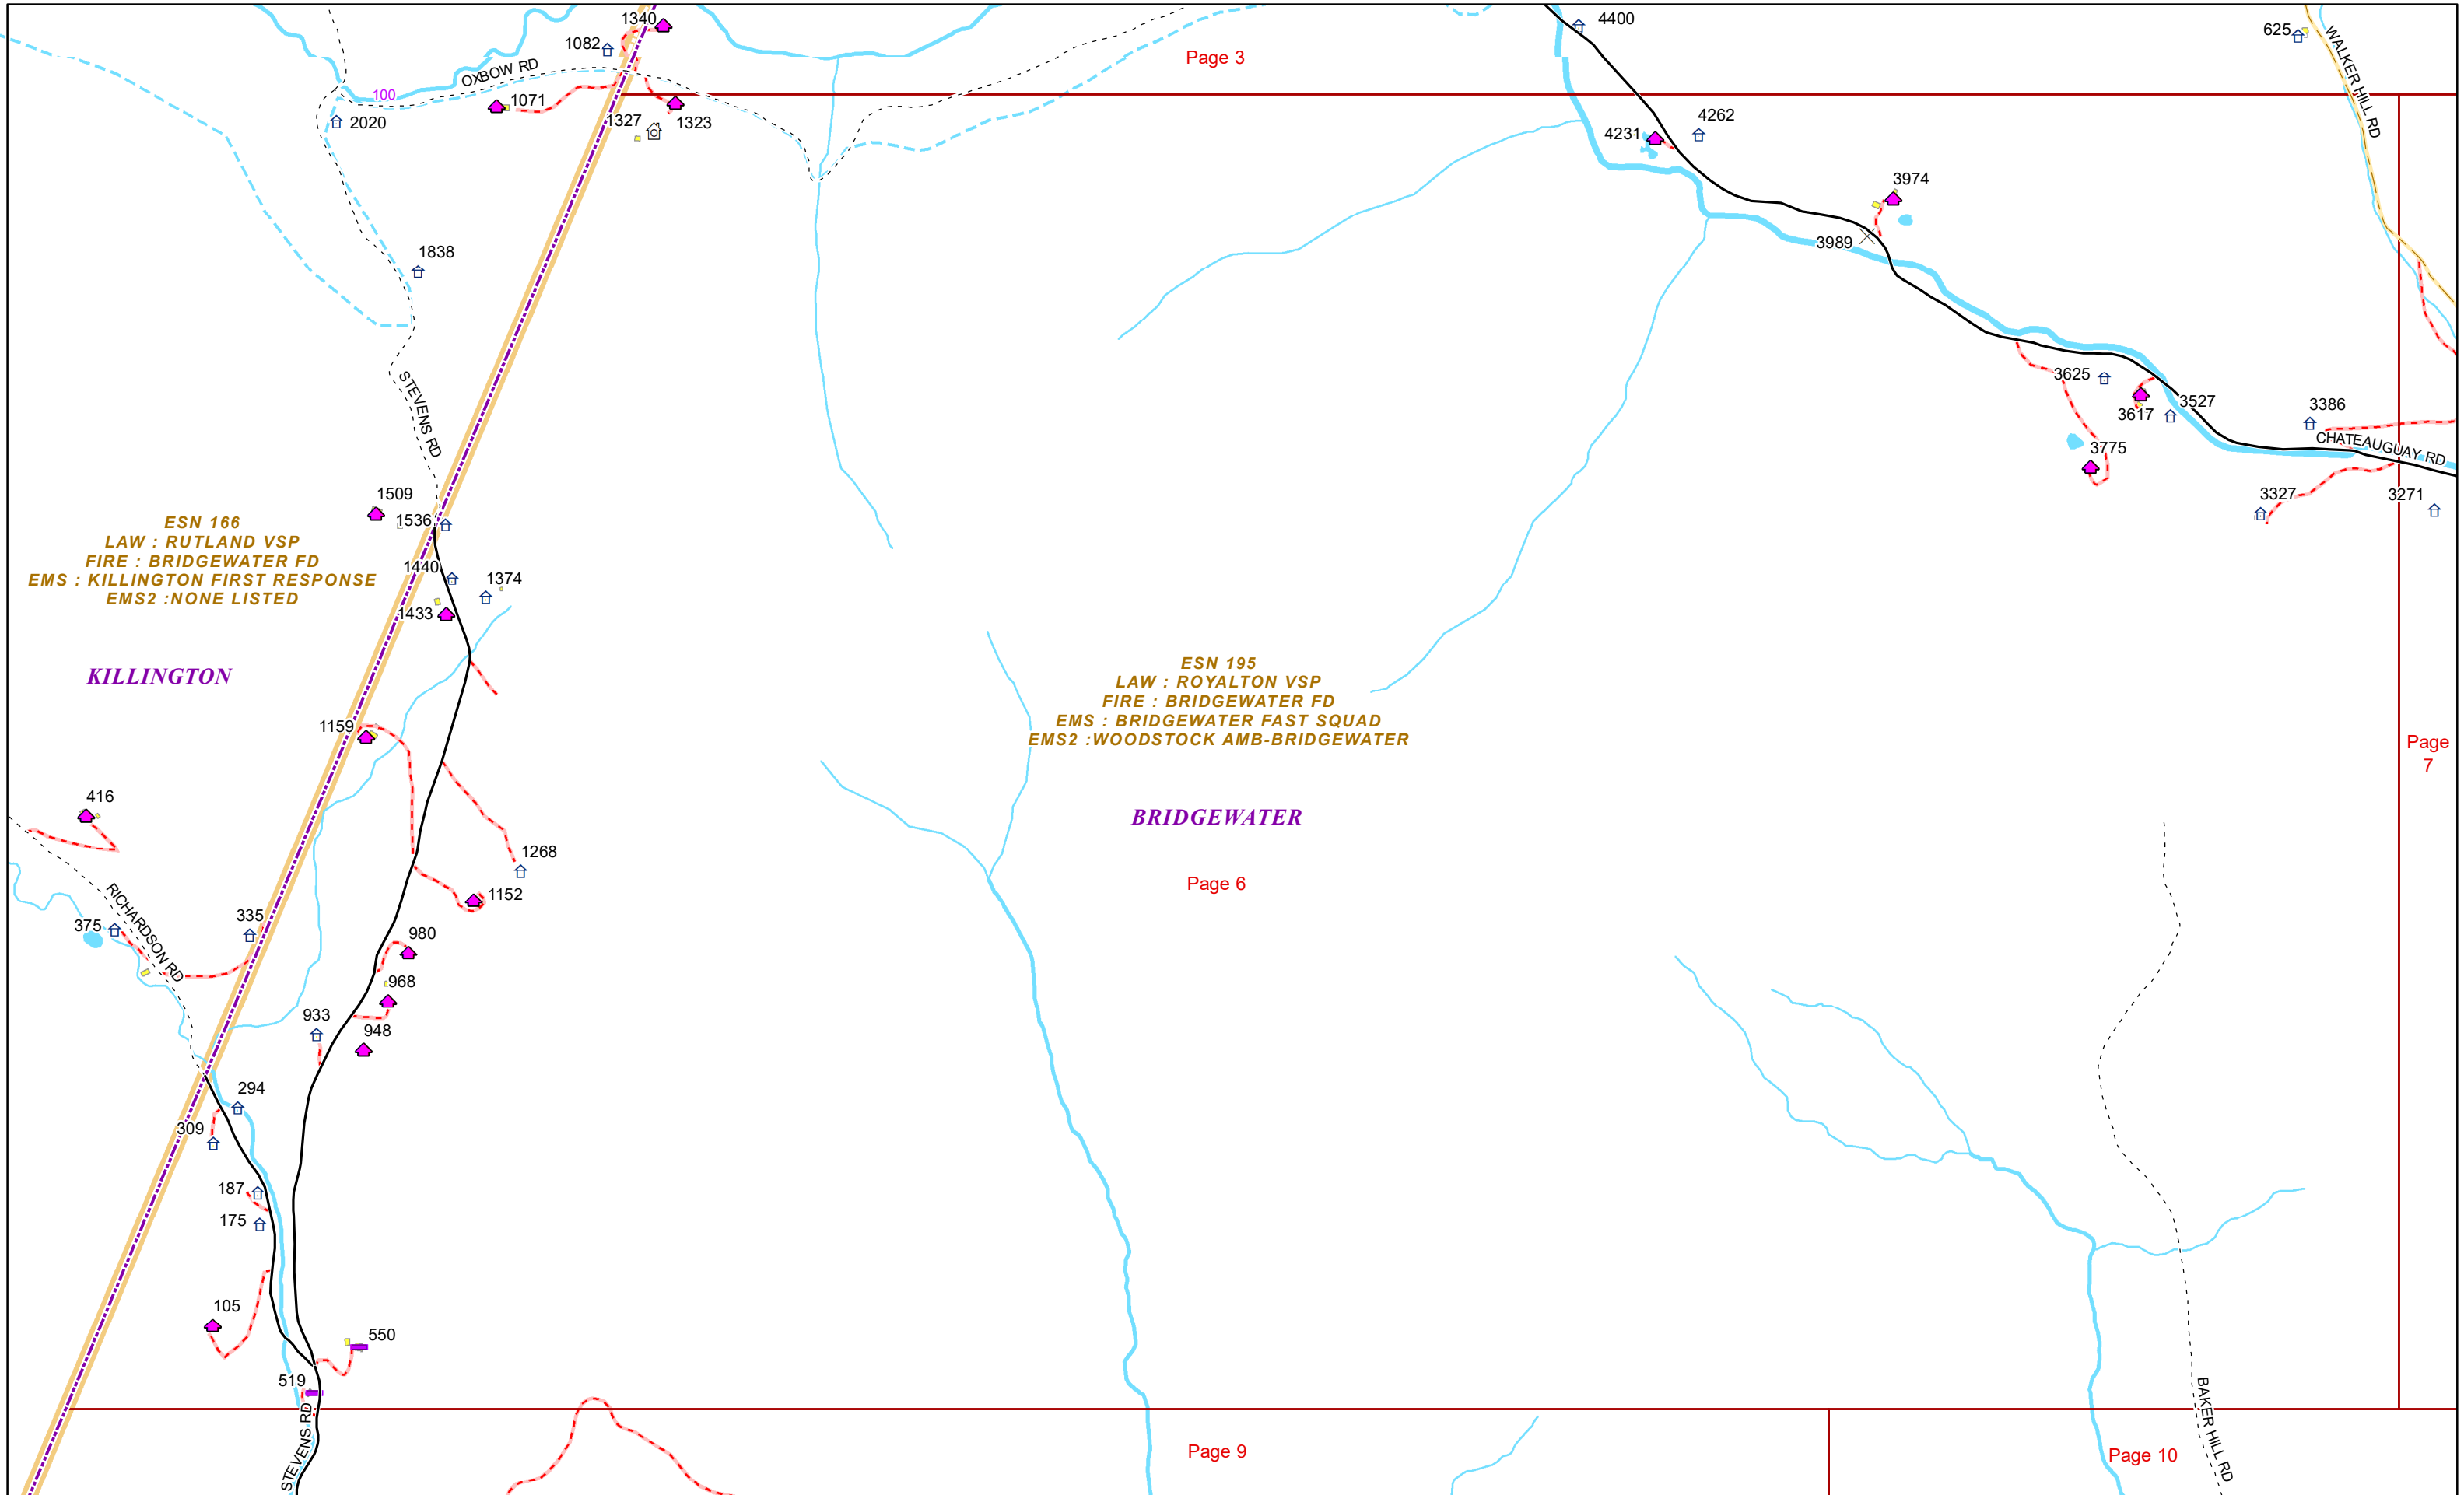 1340
4400
625
1082
Page 3
WALKER HILL RD
OXBOW RD
100
1071
1327
1323
2020
4231
4262
3974
3989
1838
STEVENS RD
3625
3617
3527
3386
CHATEAUGUAY RD
3775
3327
3271
1509
1536
ESN 166
LAW : RUTLAND VSP
FIRE : BRIDGEWATER FD
EMS : KILLINGTON FIRST RESPONSE
EMS2 :NONE LISTED
1440
1374
1433
KILLINGTON
ESN 195
LAW : ROYALTON VSP
FIRE : BRIDGEWATER FD
EMS : BRIDGEWATER FAST SQUAD
EMS2 :WOODSTOCK AMB-BRIDGEWATER
1159
Page
7
416
BRIDGEWATER
1268
Page 6
1152
RICHARDSON RD
375
335
980
968
933
948
294
309
187
175
105
550
519
STEVENS RD
BAKER HILL RD
Page 9
Page 10